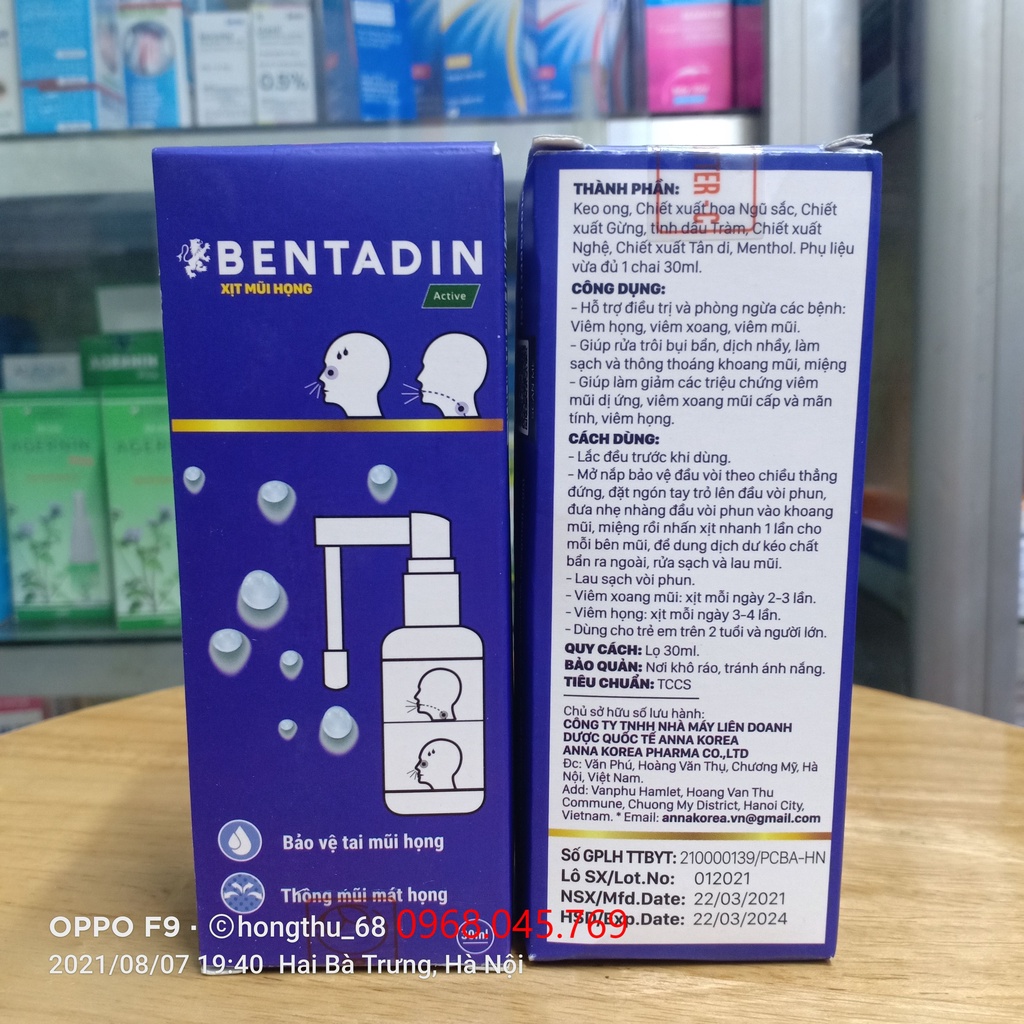 BENTADIN
XỊT MŨI HỌNG
Active
Bảo vệ tai mũi họng
Thông mũi mát họng
30ml
THÀNH PHẦN:
Keo ong, Chiết xuất hoa Ngũ sắc, Chiết
xuất Gừng, tinh dầu Tràm, Chiết xuất
Nghệ, Chiết xuất Tân di, Menthol. Phụ liệu
vừa đủ 1 chai 30ml.
CÔNG DỤNG:
- Hỗ trợ điều trị và phòng ngừa các bệnh:
Viêm họng, viêm xoang, viêm mũi.
- Giúp rửa trôi bụi bẩn, dịch nhầy, làm
sạch và thông thoáng khoang mũi, miệng
- Giúp làm giảm các triệu chứng viêm
mũi dị ứng, viêm xoang mũi cấp và mãn
tính, viêm họng.
CÁCH DÙNG:
- Lắc đều trước khi dùng.
- Mở nắp bảo vệ đầu vòi theo chiều thẳng
đứng, đặt ngón tay trỏ lên đầu vòi phun,
đưa nhẹ nhàng đầu vòi phun vào khoang
mũi, miệng rồi nhấn xịt nhanh 1 lần cho
mỗi bên mũi, để dung dịch dư kéo chất
bẩn ra ngoài, rửa sạch và lau mũi.
- Lau sạch vòi phun.
- Viêm xoang mũi: xịt mỗi ngày 2-3 lần.
- Viêm họng: xịt mỗi ngày 3-4 lần.
- Dùng cho trẻ em trên 2 tuổi và người lớn.
QUY CÁCH: Lọ 30ml.
BẢO QUẢN: Nơi khô ráo, tránh ánh nắng.
TIÊU CHUẨN: TCCS
Chủ sở hữu số lưu hành:
CÔNG TY TNHH NHÀ MÁY LIÊN DOANH
DƯỢC QUỐC TẾ ANNA KOREA
ANNA KOREA PHARMA CO.,LTD
Đc: Văn Phú, Hoàng Văn Thụ, Chương Mỹ, Hà
Nội, Việt Nam.
Add: Vanphu Hamlet, Hoang Van Thu
Commune, Chuong My District, Hanoi City,
Vietnam. * Email: annakorea.vn@gmail.com
Số GPLH TTBYT: 210000139/PCBA-HN
Lô SX/Lot.No: 012021
NSX/Mfd.Date: 22/03/2021
HSD/Exp.Date: 22/03/2024
TER-C
AGERNIN
AGERNIN
0.5%
OPPO F9 · ©hongthu_68
0968.045.769
2021/08/07 19:40 Hai Bà Trưng, Hà Nội